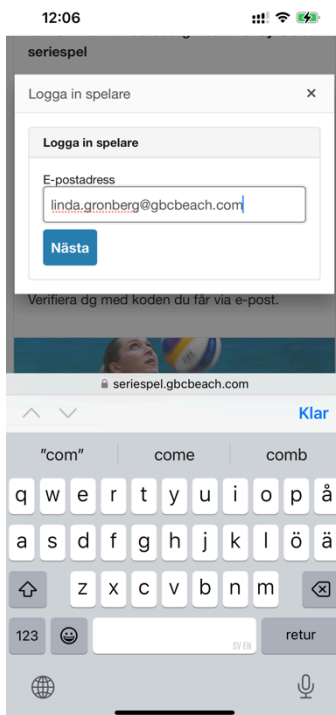 12:06
seriespel
Logga in spelare ×
Logga in spelare
E-postadress
linda.gronberg@gbcbeach.com
Nästa
Verifiera dg med koden du får via e-post.
seriespel.gbcbeach.com
Klar
"com" come comb
q w e r t y u i o p å
a s d f g h j k l ö ä
z x c v b n m
123 SV EN retur